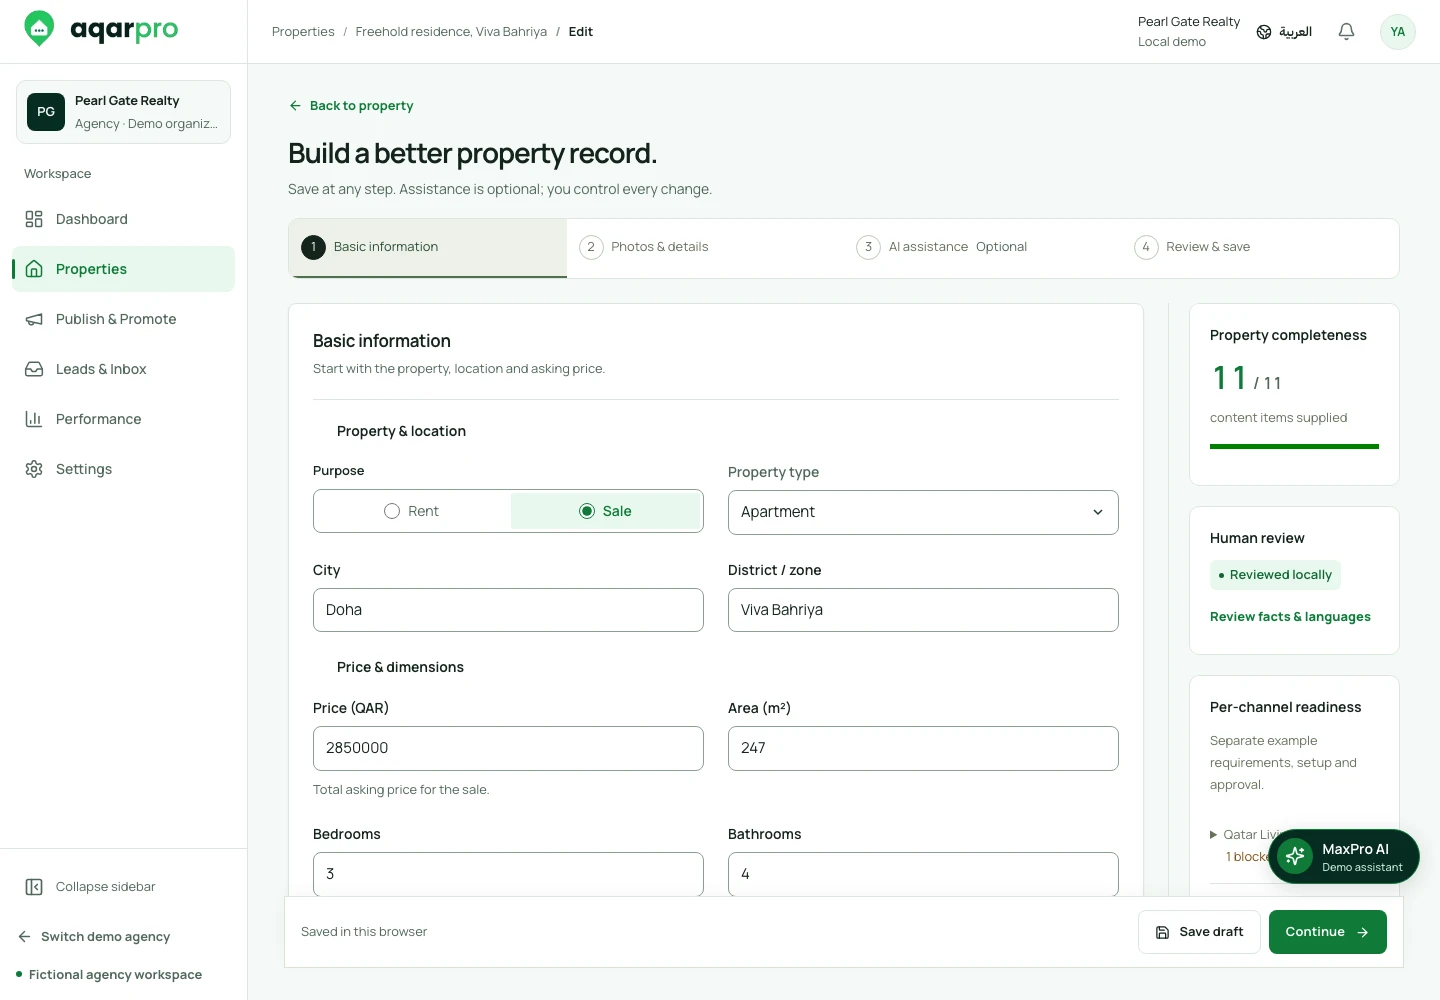 aqarpro
Properties / Freehold residence, Viva Bahriya / Edit
Pearl Gate Realty
Local demo
العربية
YA
PG
Pearl Gate Realty
Agency · Demo organiz...
Workspace
Dashboard
Properties
Publish & Promote
Leads & Inbox
Performance
Settings
Collapse sidebar
Switch demo agency
Fictional agency workspace
Back to property
Build a better property record.
Save at any step. Assistance is optional; you control every change.
1 Basic information
2 Photos & details
3 AI assistance Optional
4 Review & save
Basic information
Start with the property, location and asking price.
Property & location
Purpose
Rent
Sale
Property type
Apartment
City
Doha
District / zone
Viva Bahriya
Price & dimensions
Price (QAR)
2850000
Total asking price for the sale.
Area (m²)
247
Bedrooms
3
Bathrooms
4
Property completeness
11 / 11
content items supplied
Human review
Reviewed locally
Review facts & languages
Per-channel readiness
Separate example
requirements, setup and
approval.
Qatar
1
MaxPro AI
Demo assistant
Saved in this browser
Save draft
Continue